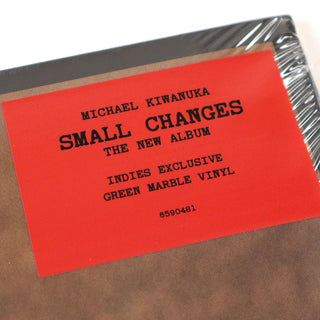 MICHAEL KIWANUKA
SMALL CHANGES
THE NEW ALBUM
INDIES EXCLUSIVE
GREEN MARBLE VINYL
6590481